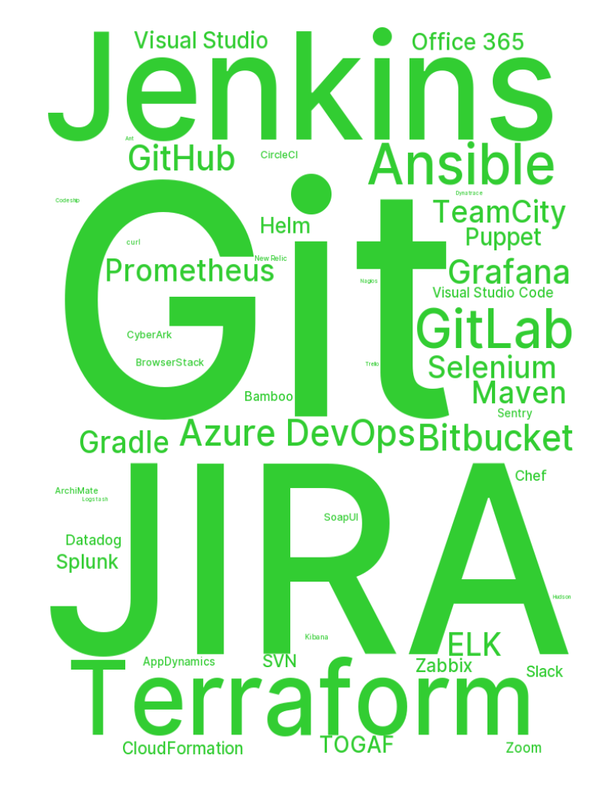 Visual Studio
Office 365
Jenkins
Ant
GitHub
CircleCI
Ansible
Dynatrace
Codeship
TeamCity
Helm
Puppet
curl
New Relic
Git
Prometheus
Grafana
Nagios
Visual Studio Code
GitLab
CyberArk
BrowserStack
Trello
Selenium
Maven
Bamboo
Sentry
Gradle
Azure DevOps
Bitbucket
Chef
ArchiMate
Logstash
SoapUI
JIRA
Datadog
Splunk
Hudson
Kibana
ELK
AppDynamics
SVN
Zabbix
Slack
Terraform
CloudFormation
TOGAF
Zoom